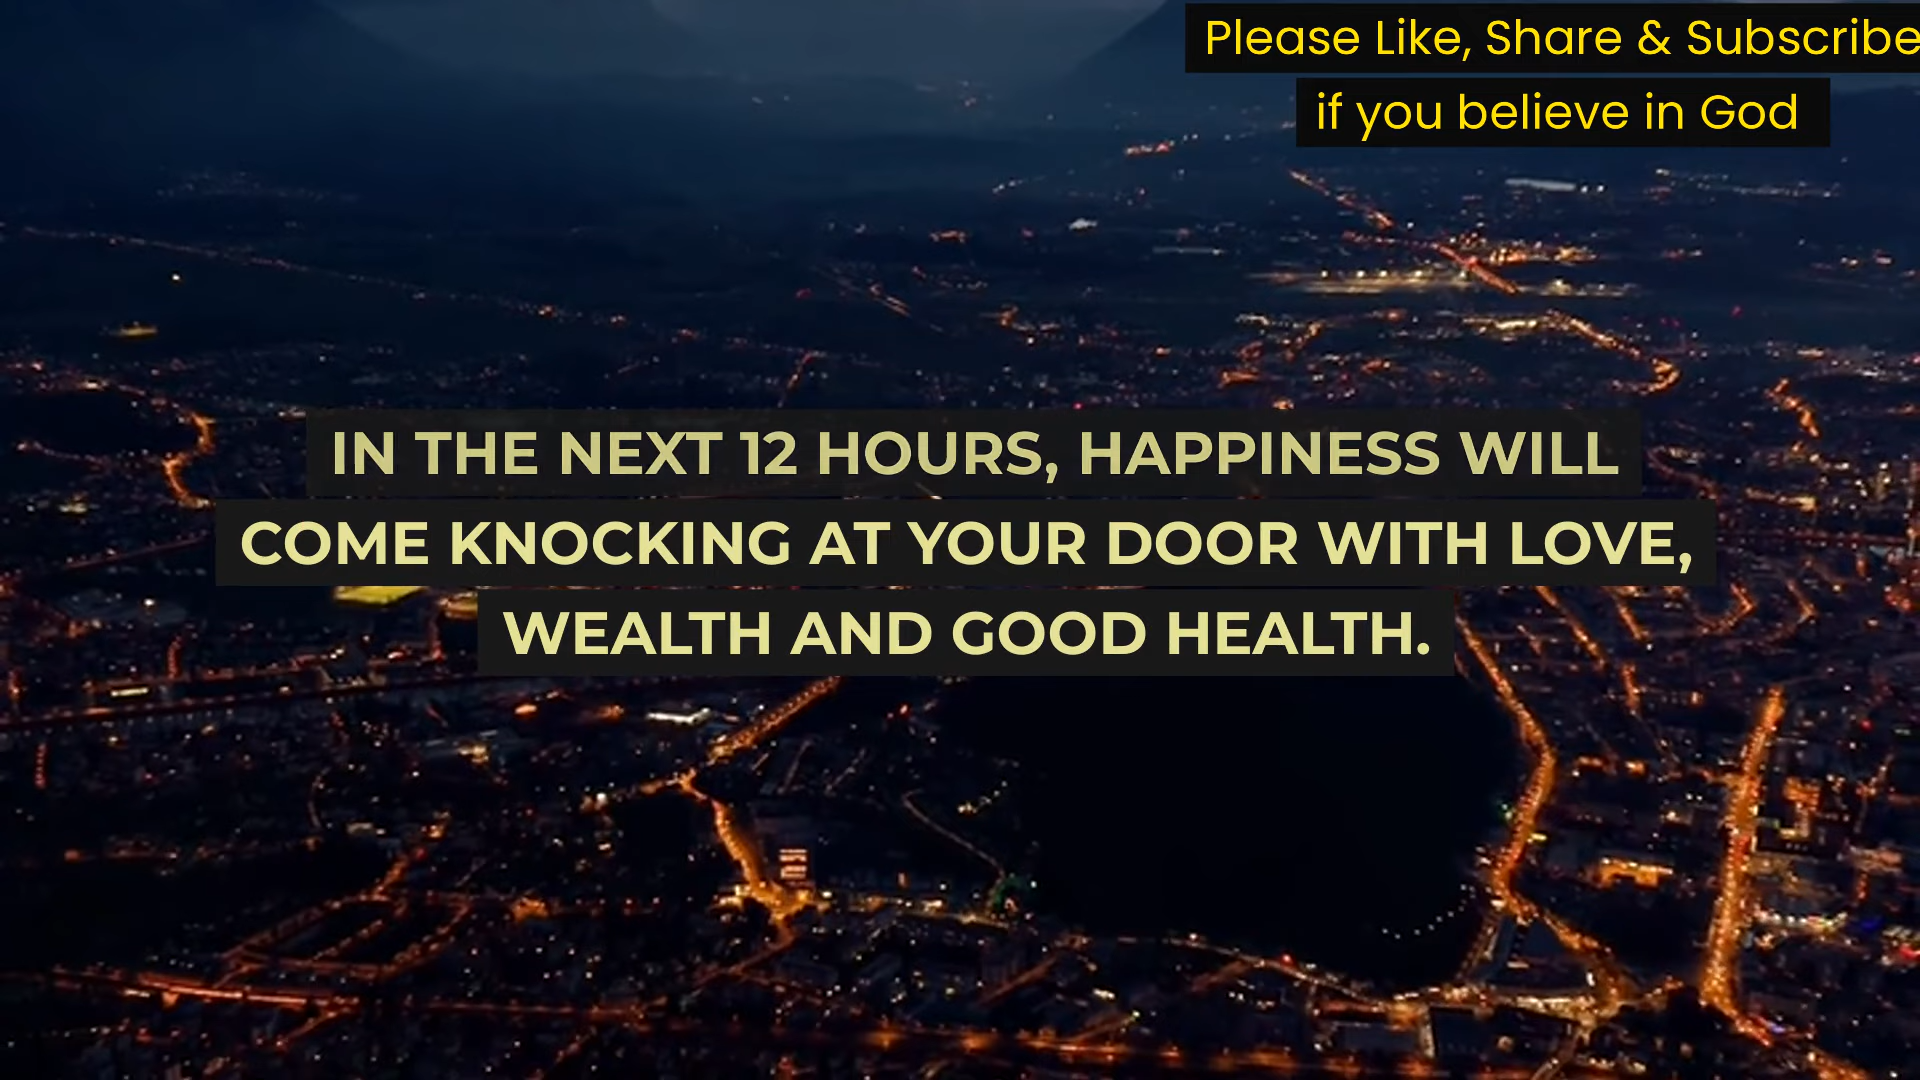 Please Like, Share & Subscribe
if you believe in God
IN THE NEXT 12 HOURS, HAPPINESS WILL
COME KNOCKING AT YOUR DOOR WITH LOVE,
WEALTH AND GOOD HEALTH.